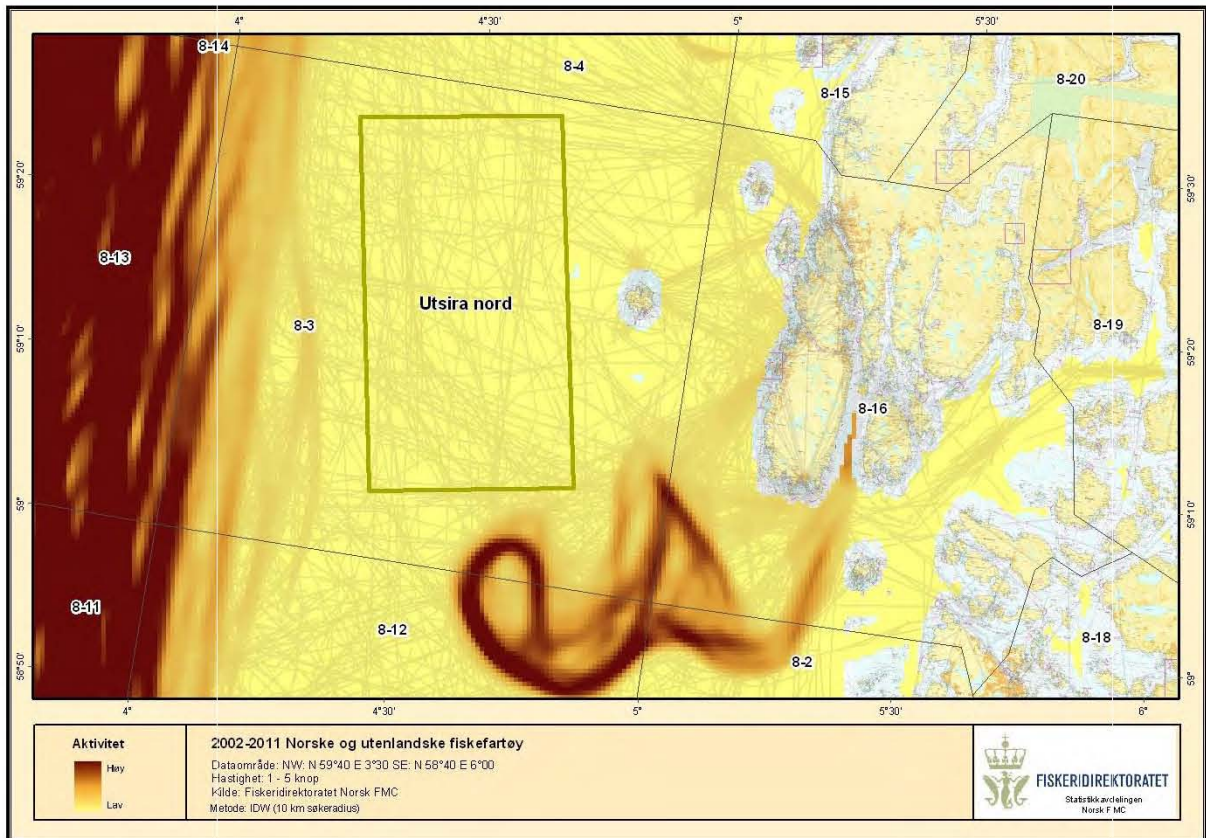 4°
4°30'
5°
5°30'
8-14
8-4
8-15
8-20
59°20'
59°30'
8-13
Utsira nord
8-3
8-19
59°10'
59°20'
8-16
59°
59°10'
8-11
8-12
8-2
8-18
58°50'
59°
4°
4°30'
5°
5°30'
6°
Aktivitet
Høy
Lav
2002-2011 Norske og utenlandske fiskefartøy
Dataområde: NW: N 59°40 E 3°30 SE: N 58°40 E 6°00
Hastighet: 1 - 5 knop
Kilde: Fiskeridirektoratet Norsk FMC
Metode: IDW (10 km søkeradius)
FISKERIDIREKTORATET
Statistikkavdelingen
Norsk FMC